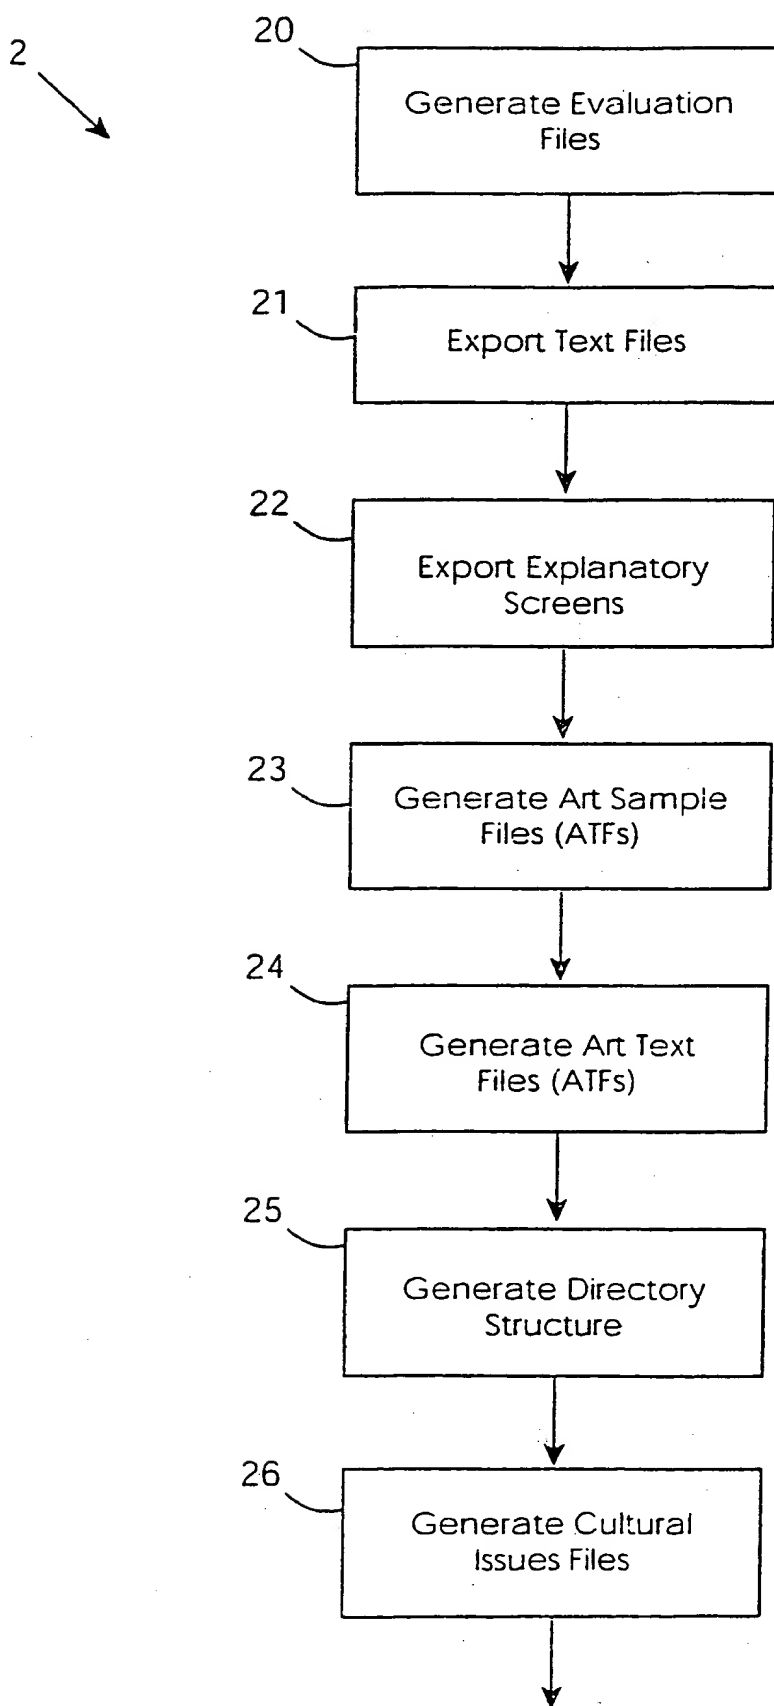 2
20
Generate Evaluation
Files
21
Export Text Files
22
Export Explanatory
Screens
23
Generate Art Sample
Files (ATFs)
24
Generate Art Text
Files (ATFs)
25
Generate Directory
Structure
26
Generate Cultural
Issues Files